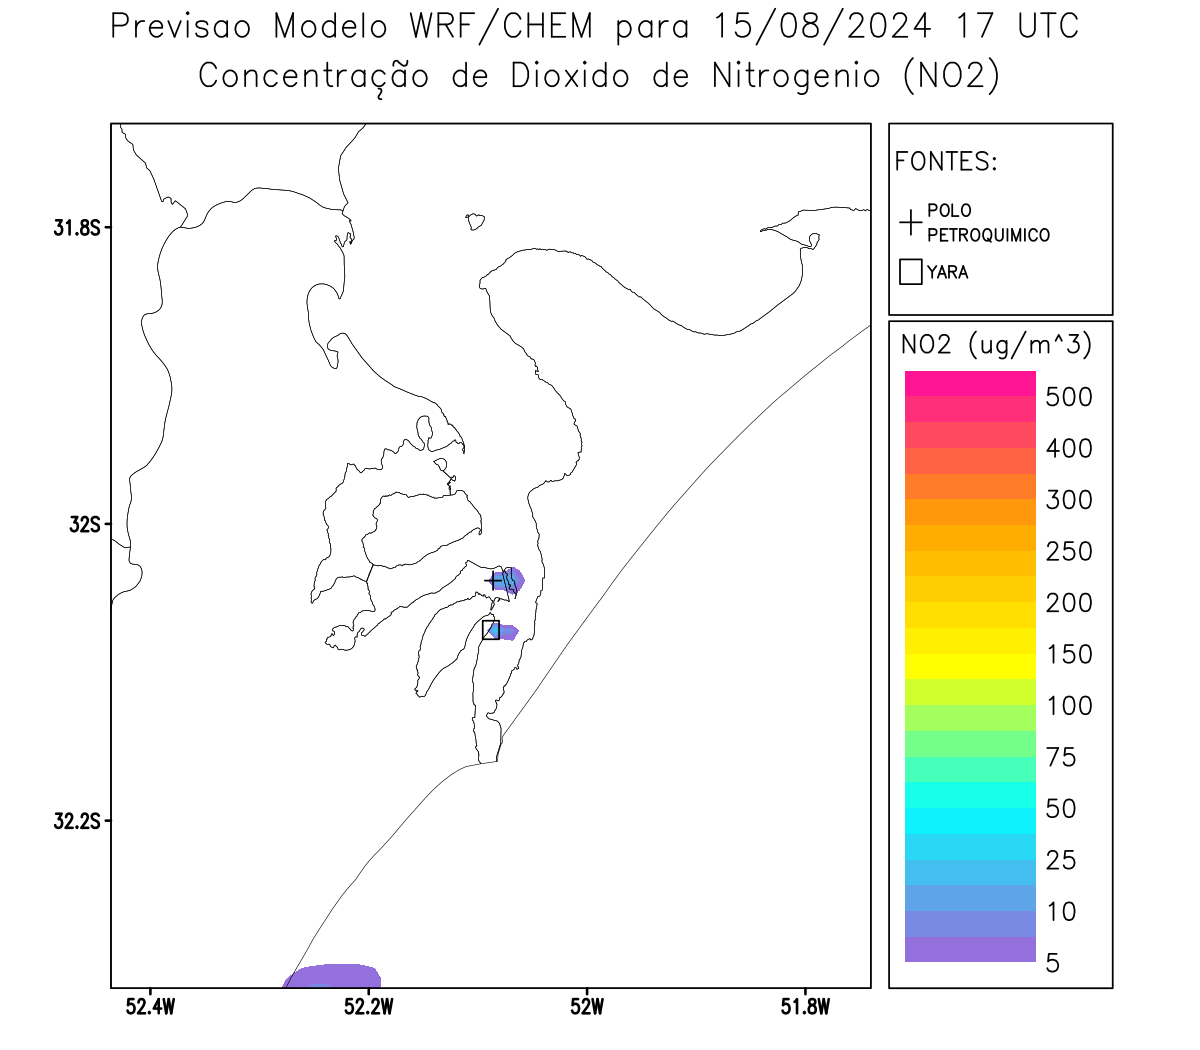 Previsao Modelo WRF/CHEM para 15/08/2024 17 UTC
Concentração de Dioxido de Nitrogenio (NO2)
FONTES:
POLO
PETROQUIMICO
YARA
NO2 (ug/m^3)
500
400
300
250
200
150
100
75
50
25
10
5
31.8S
32S
32.2S
52.4W
52.2W
52W
51.8W